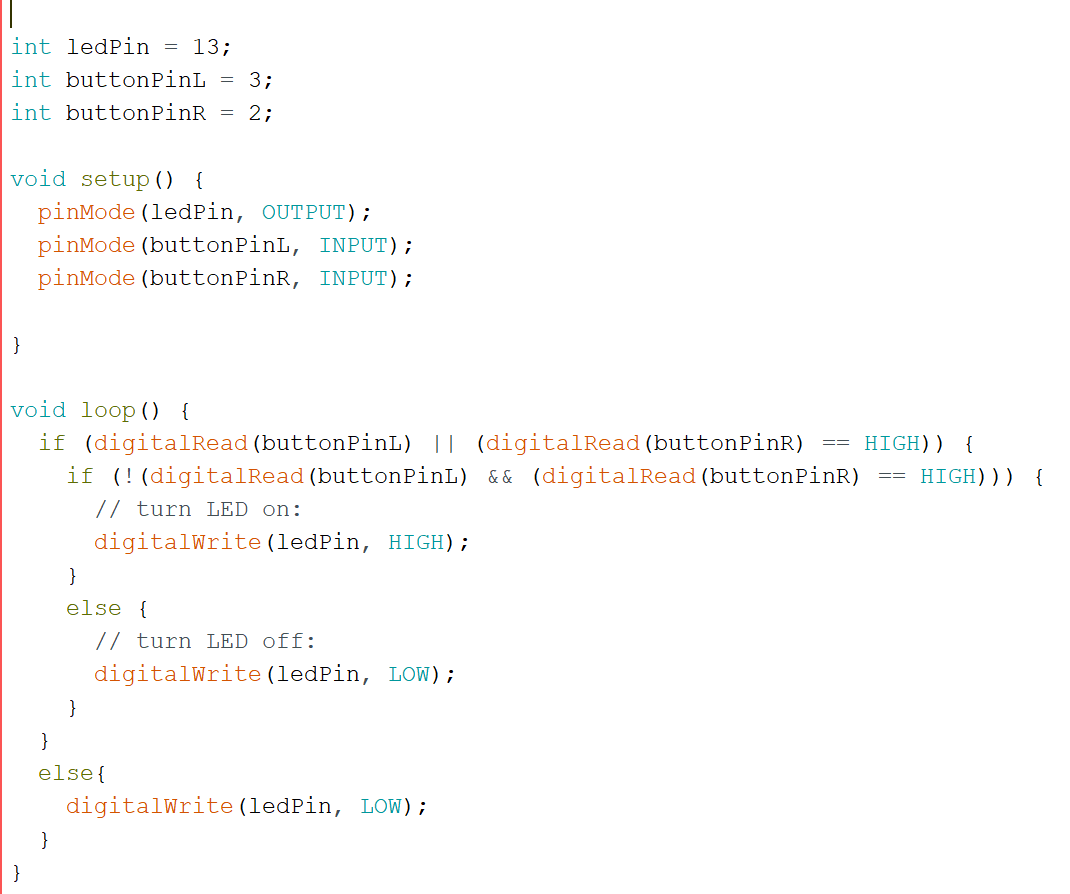 int ledPin = 13;
int buttonPinL = 3;
int buttonPinR = 2;

void setup() {
  pinMode(ledPin, OUTPUT);
  pinMode(buttonPinL, INPUT);
  pinMode(buttonPinR, INPUT);

}

void loop() {
  if (digitalRead(buttonPinL) || (digitalRead(buttonPinR) == HIGH)) {
    if (!(digitalRead(buttonPinL) && (digitalRead(buttonPinR) == HIGH))) {
      // turn LED on:
      digitalWrite(ledPin, HIGH);
    }
    else {
      // turn LED off:
      digitalWrite(ledPin, LOW);
    }
  }
  else{
    digitalWrite(ledPin, LOW);
  }
}